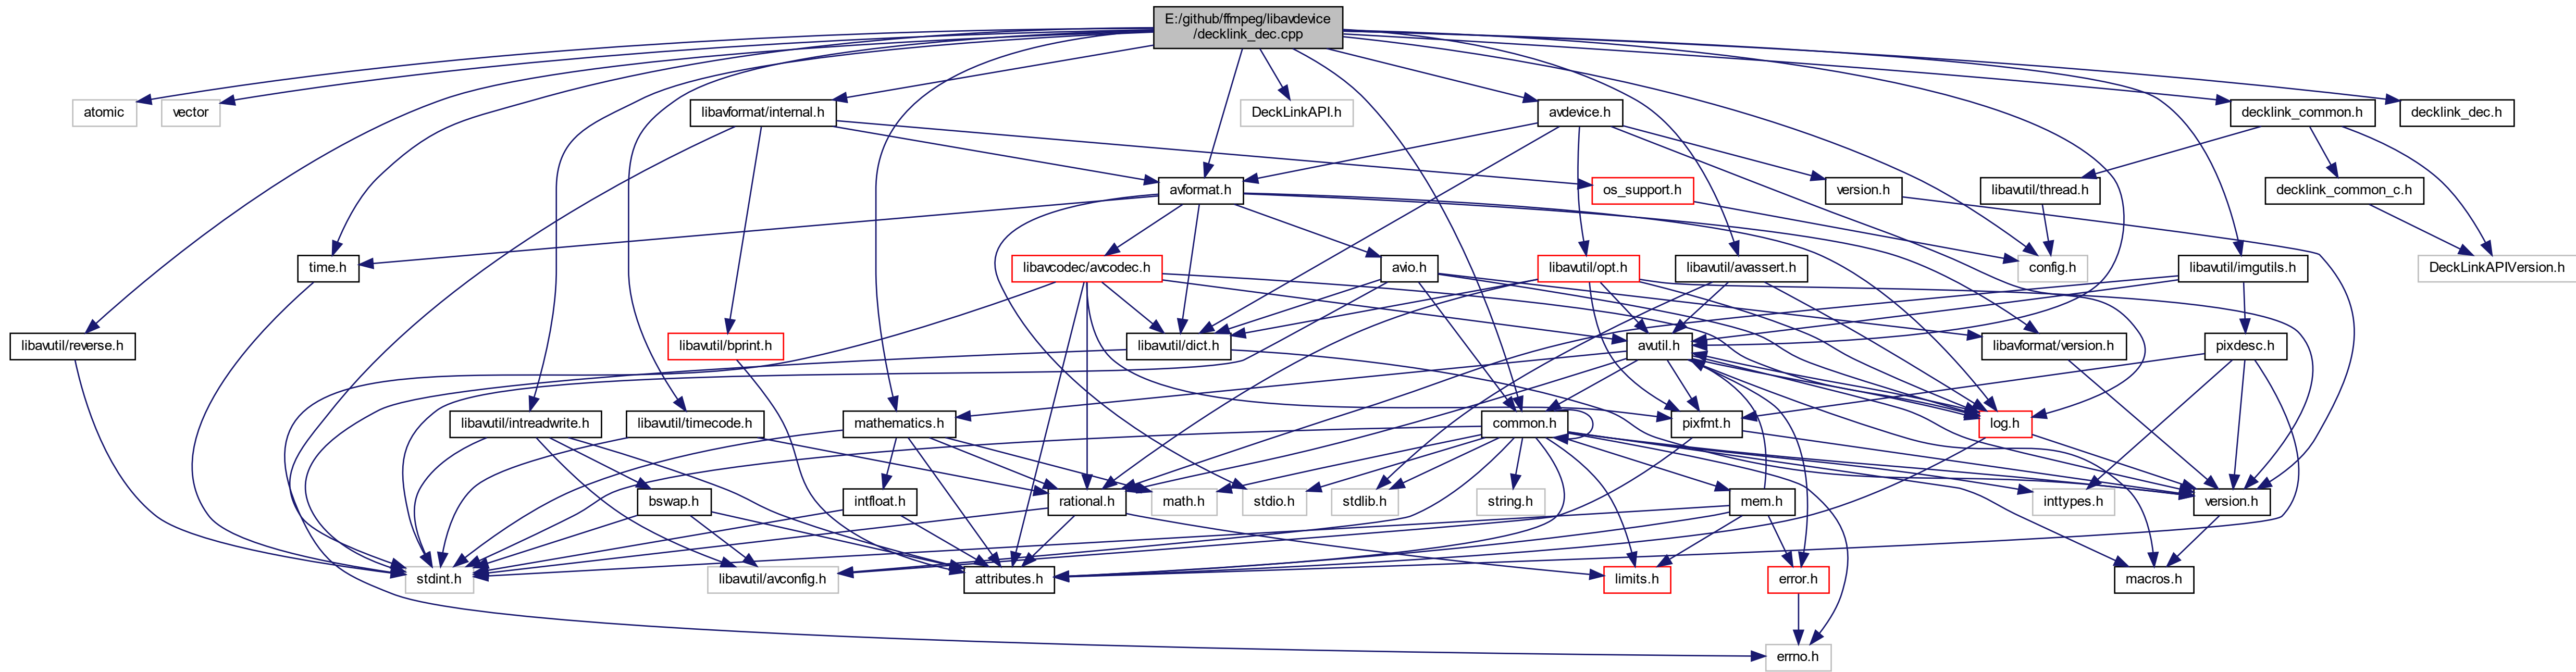 E:/github/ffmpeg/libavdevice
/decklink_dec.cpp
atomic
vector
libavformat/internal.h
DeckLinkAPI.h
avdevice.h
decklink_common.h
decklink_dec.h
avformat.h
os_support.h
version.h
libavutil/thread.h
decklink_common_c.h
time.h
libavcodec/avcodec.h
avio.h
libavutil/opt.h
libavutil/avassert.h
config.h
libavutil/imgutils.h
DeckLinkAPIVersion.h
libavutil/reverse.h
libavutil/bprint.h
libavutil/dict.h
avutil.h
libavformat/version.h
pixdesc.h
libavutil/intreadwrite.h
libavutil/timecode.h
mathematics.h
common.h
pixfmt.h
log.h
bswap.h
intfloat.h
rational.h
math.h
stdio.h
stdlib.h
string.h
mem.h
inttypes.h
version.h
stdint.h
libavutil/avconfig.h
attributes.h
limits.h
error.h
macros.h
errno.h